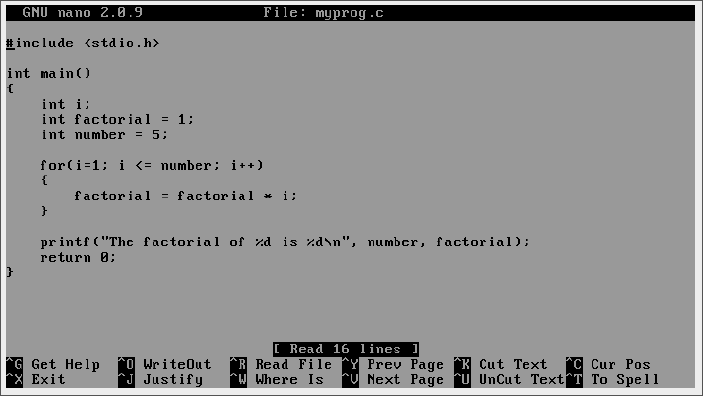 GNU nano 2.0.9 File: myprog.c
#include <stdio.h>
int main()
{
int i;
int factorial = 1;
int number = 5;
for(i=1; i <= number; i++)
{
factorial = factorial * i;
}
printf("The factorial of %d is %d\n", number, factorial);
return 0;
}
[ Read 16 lines ]
^G Get Help ^O WriteOut ^R Read File ^Y Prev Page ^K Cut Text ^C Cur Pos
^X Exit ^J Justify ^W Where Is ^V Next Page ^U UnCut Text ^T To Spell